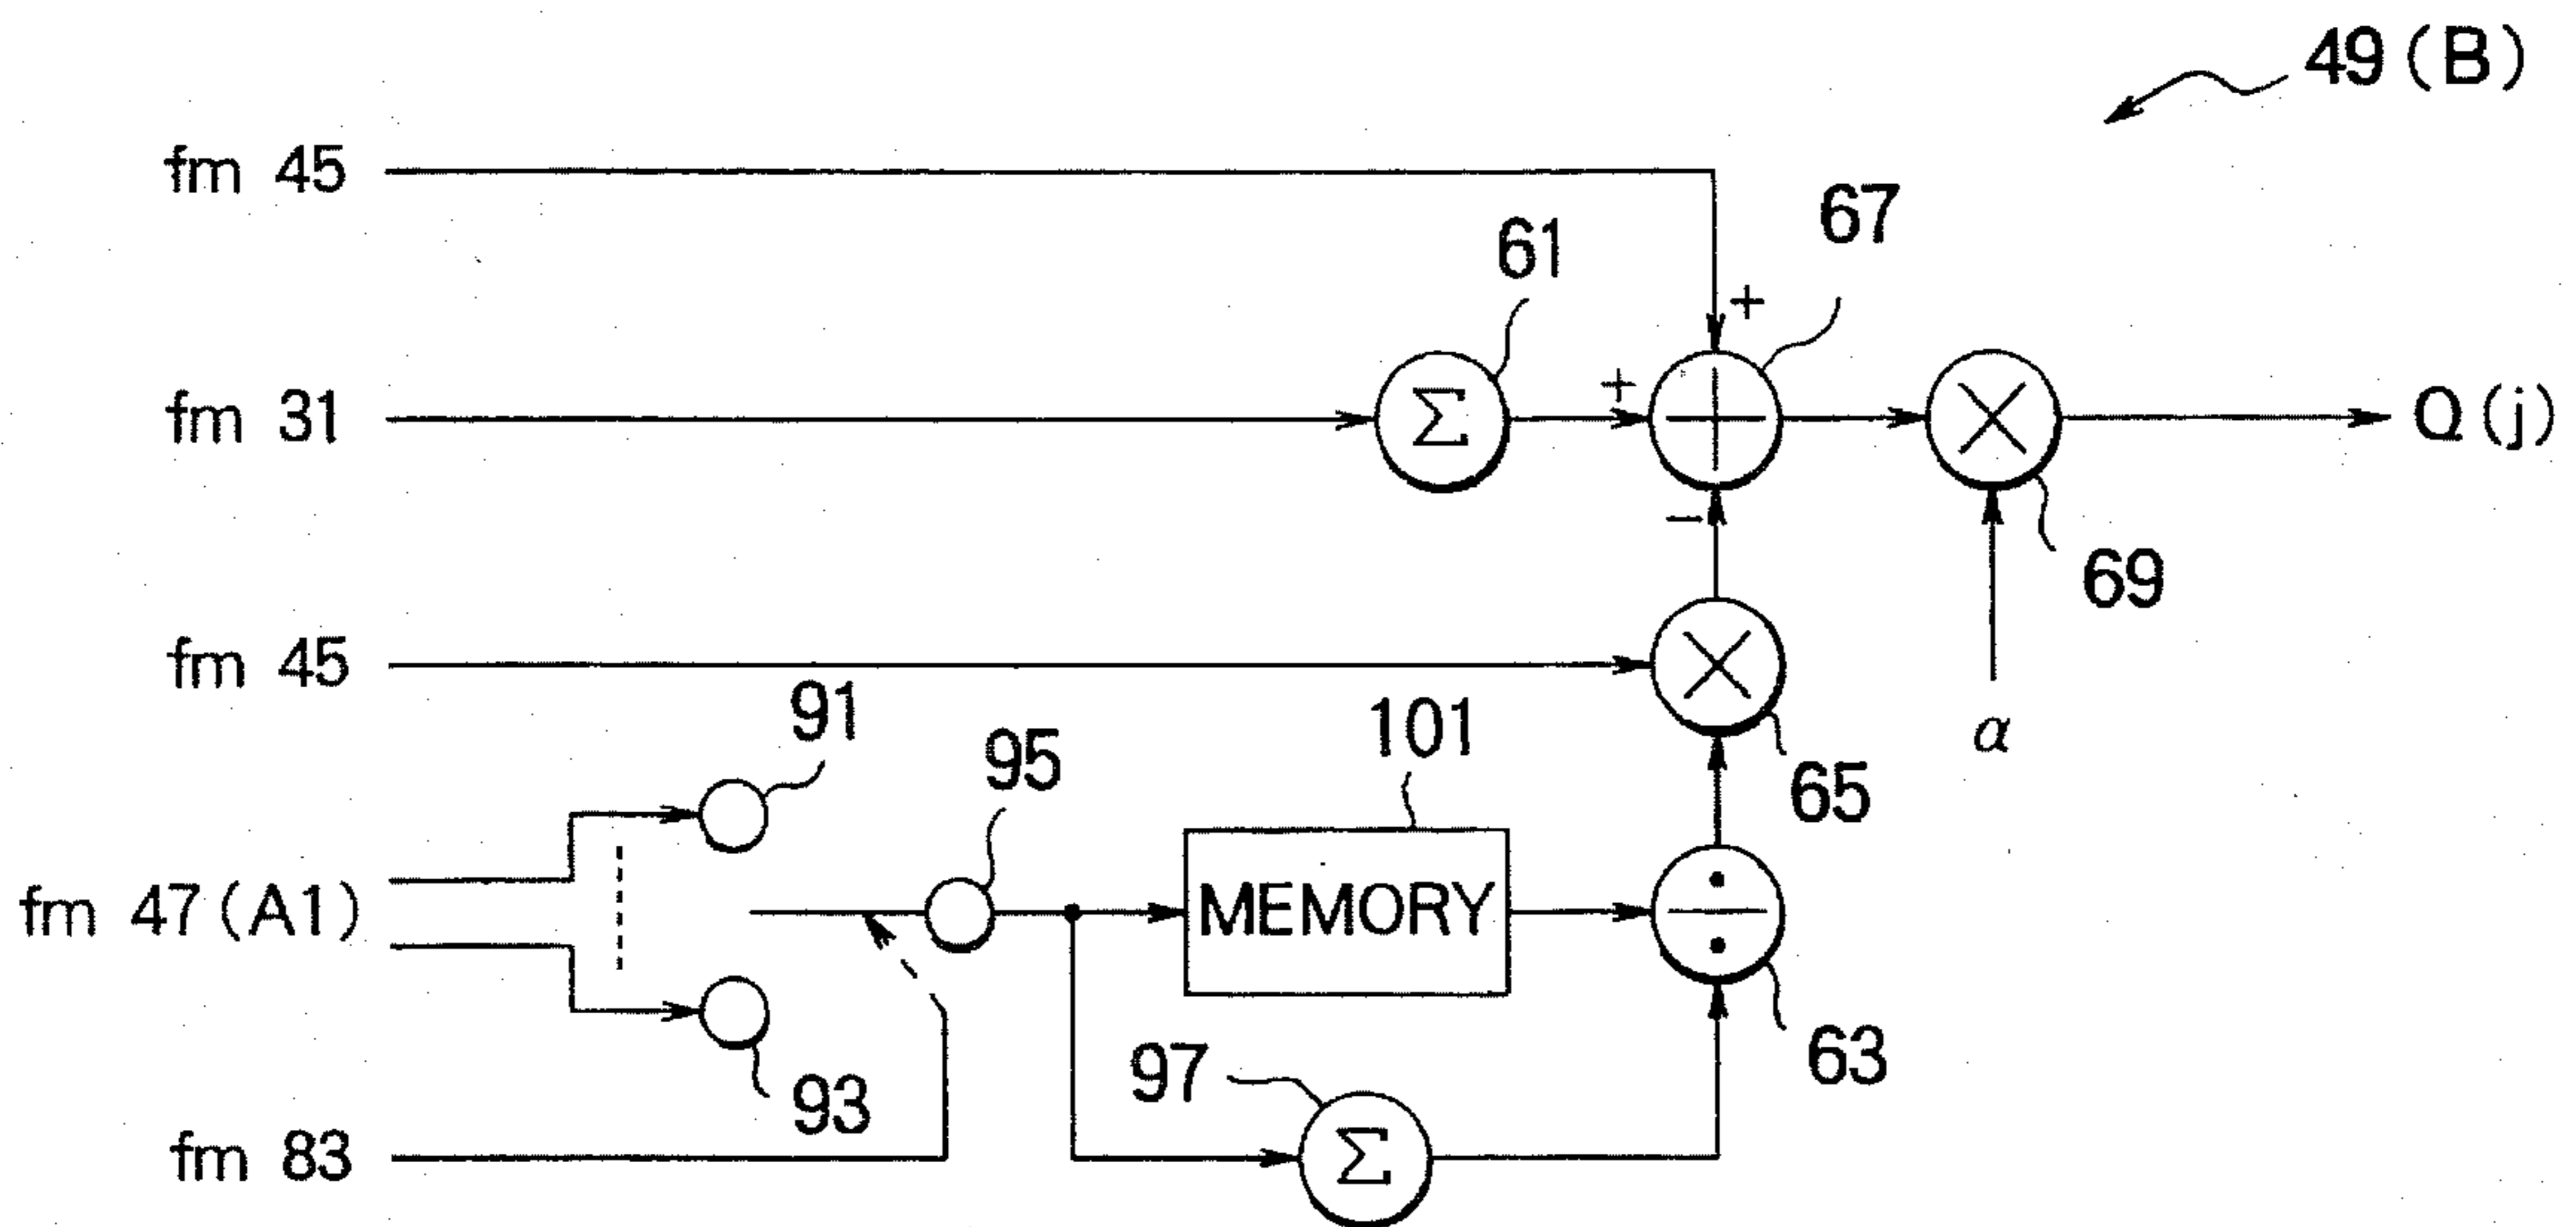 49 (B)
fm 45
67
61
+
fm 31
Σ
+
Q (j)
−
69
fm 45
α
91
101
95
65
fm 47 (A1)
MEMORY
93
97
63
fm 83
Σ